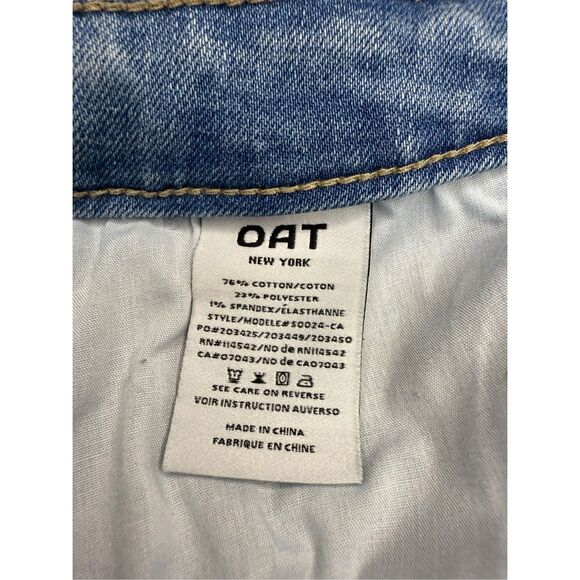 OAT
NEW YORK
76% COTTON/COTON
23% POLYESTER
1% SPANDEX/ÉLASTHANNE
STYLE/MODELE#50024-CA
PO#203425/203449/203450
RN#114542/NO de RN114542
CA#07043/NO de CA07043
SEE CARE ON REVERSE
VOIR INSTRUCTION AUVERSO
MADE IN CHINA
FABRIQUE EN CHINE